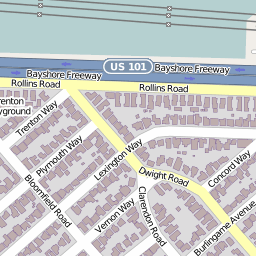 US 101
Bayshore Freeway
Bayshore Freeway
Rollins Road
Rollins Road
Trenton Way
renton
yground
Plymouth Way
Lexington Way
Concord Way
Dwight Road
Bloomfield Road
Vernon Way
Clarendon Road
Burlingame Avenue